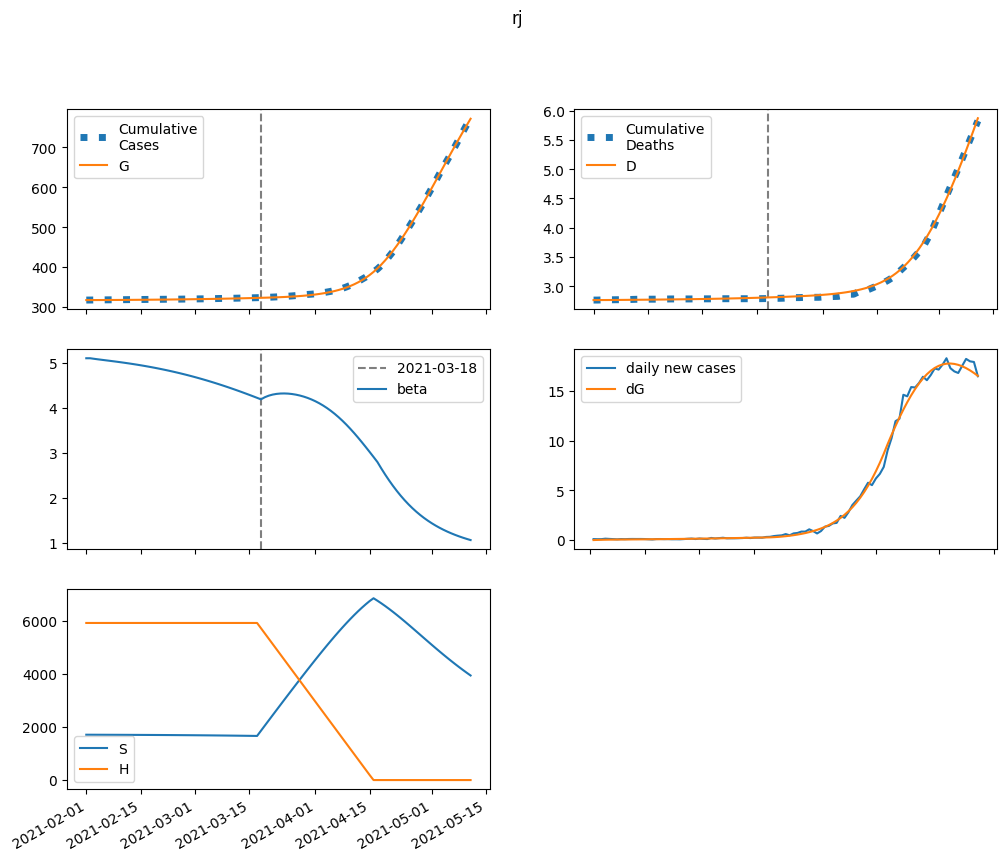 rj
Cumulative
Cases
G
700
600
500
400
300
Cumulative
Deaths
D
6.0
5.5
5.0
4.5
4.0
3.5
3.0
2021-03-18
beta
5
4
3
2
1
daily new cases
dG
15
10
5
0
6000
4000
2000
0
S
H
2021-02-01
2021-02-15
2021-03-01
2021-03-15
2021-04-01
2021-04-15
2021-05-01
2021-05-15